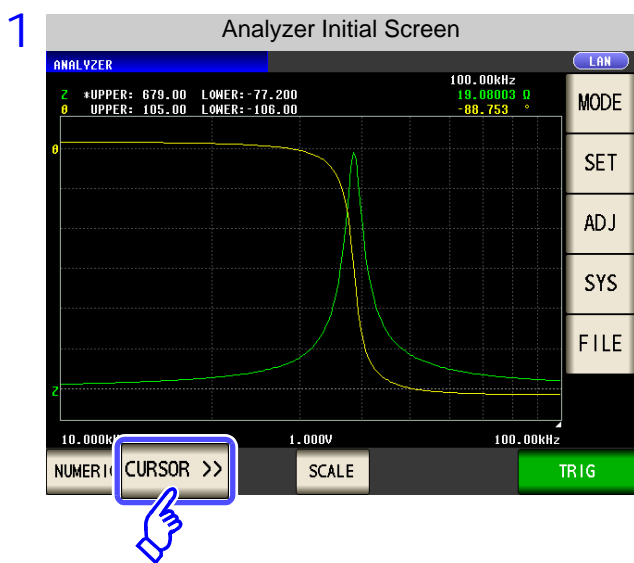 1
Analyzer Initial Screen
ANALYZER
LAN
100.00kHz
Z *UPPER: 679.00 LOWER:-77.200 19.08003 Ω
θ UPPER: 105.00 LOWER:-106.00 -88.753 °
MODE
SET
ADJ
SYS
FILE
θ
Z
10.000k 1.000V 100.00kHz
NUMERI CURSOR >> SCALE TRIG